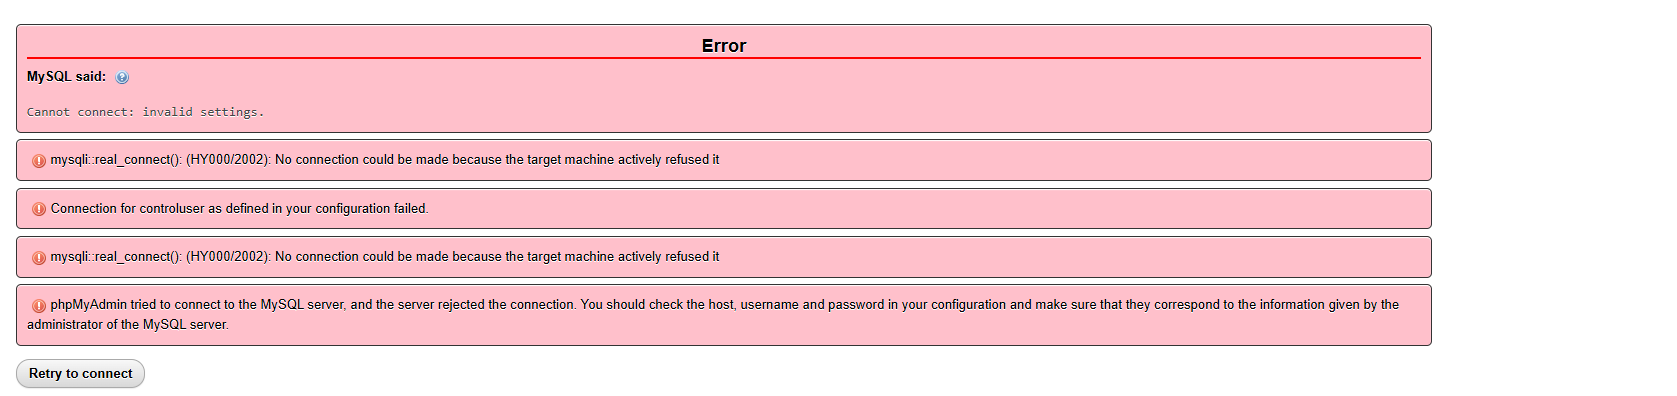 Error
MySQL said:
Cannot connect: invalid settings.
mysqli::real_connect(): (HY000/2002): No connection could be made because the target machine actively refused it
Connection for controluser as defined in your configuration failed.
mysqli::real_connect(): (HY000/2002): No connection could be made because the target machine actively refused it
phpMyAdmin tried to connect to the MySQL server, and the server rejected the connection. You should check the host, username and password in your configuration and make sure that they correspond to the information given by the
administrator of the MySQL server.
Retry to connect